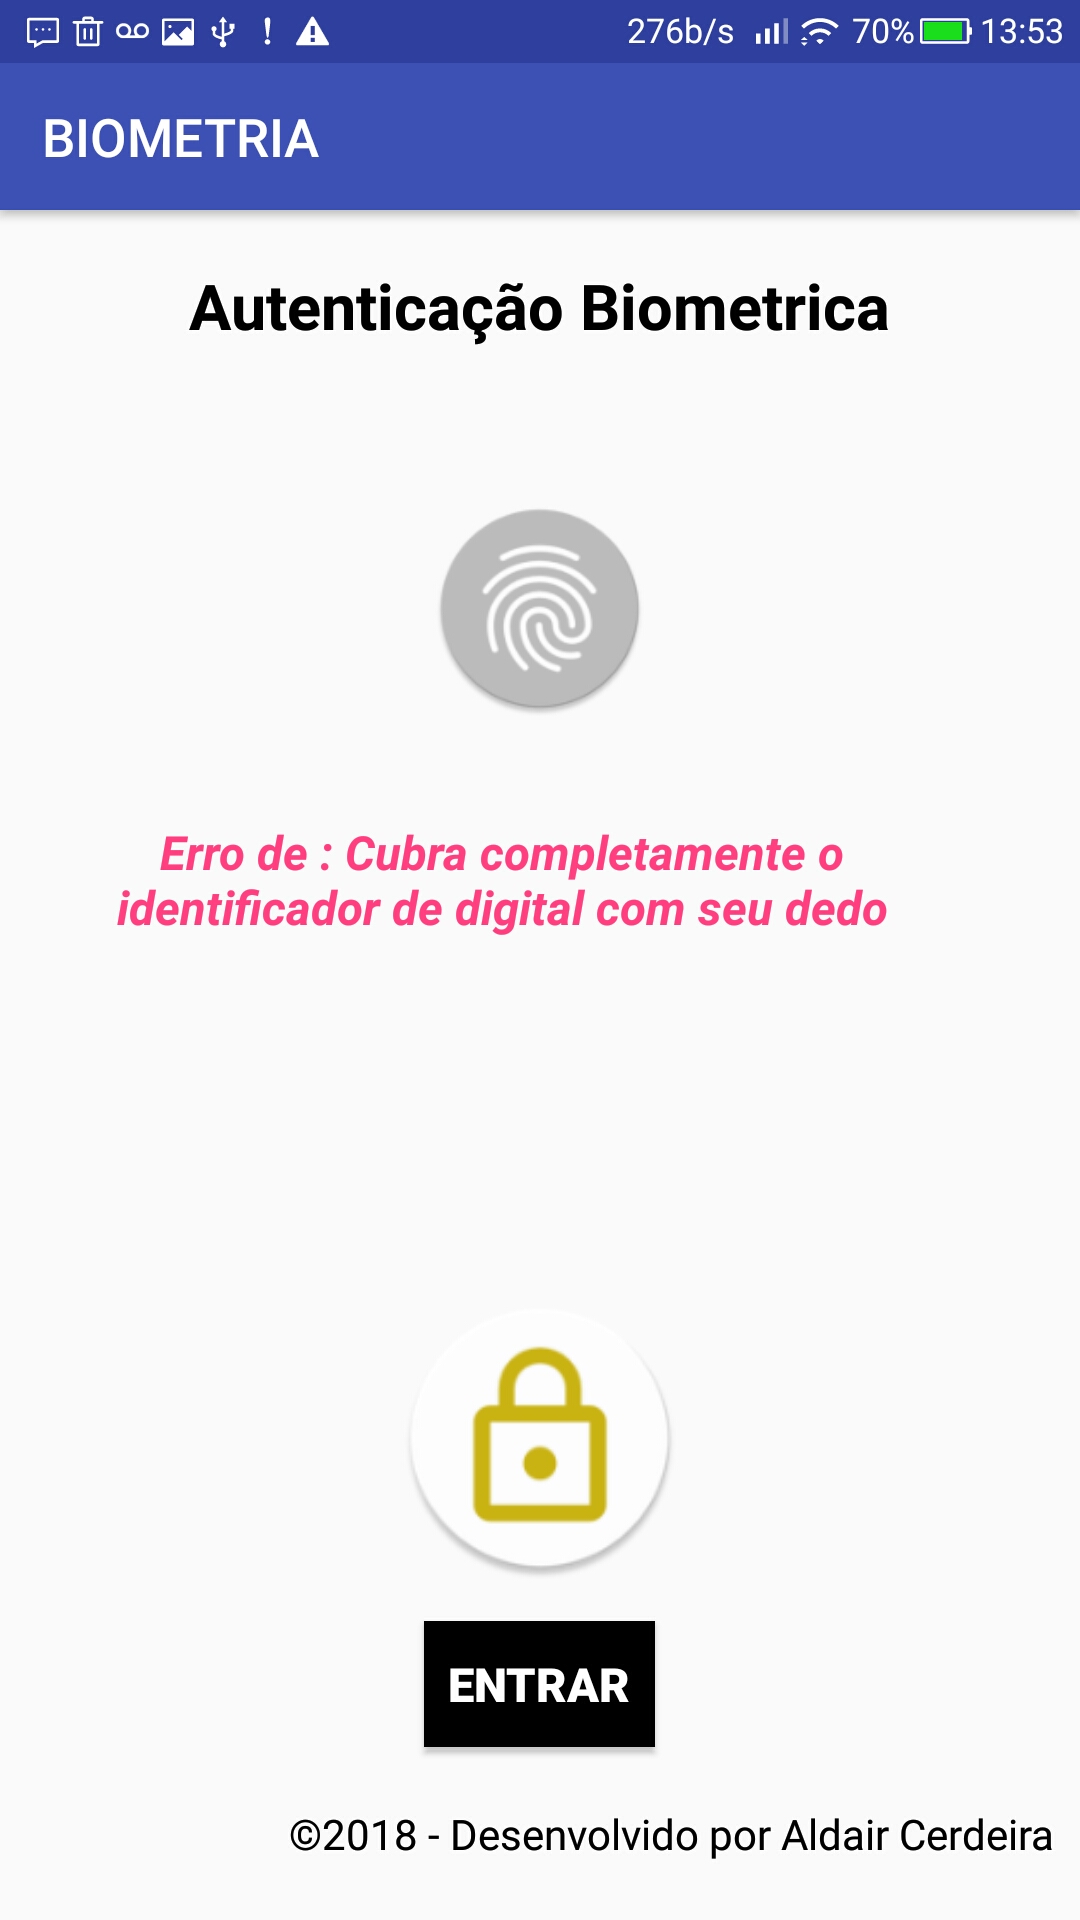 276b/s 70% 13:53
BIOMETRIA
Autenticação Biometrica
Erro de : Cubra completamente o
identificador de digital com seu dedo
ENTRAR
©2018 - Desenvolvido por Aldair Cerdeira